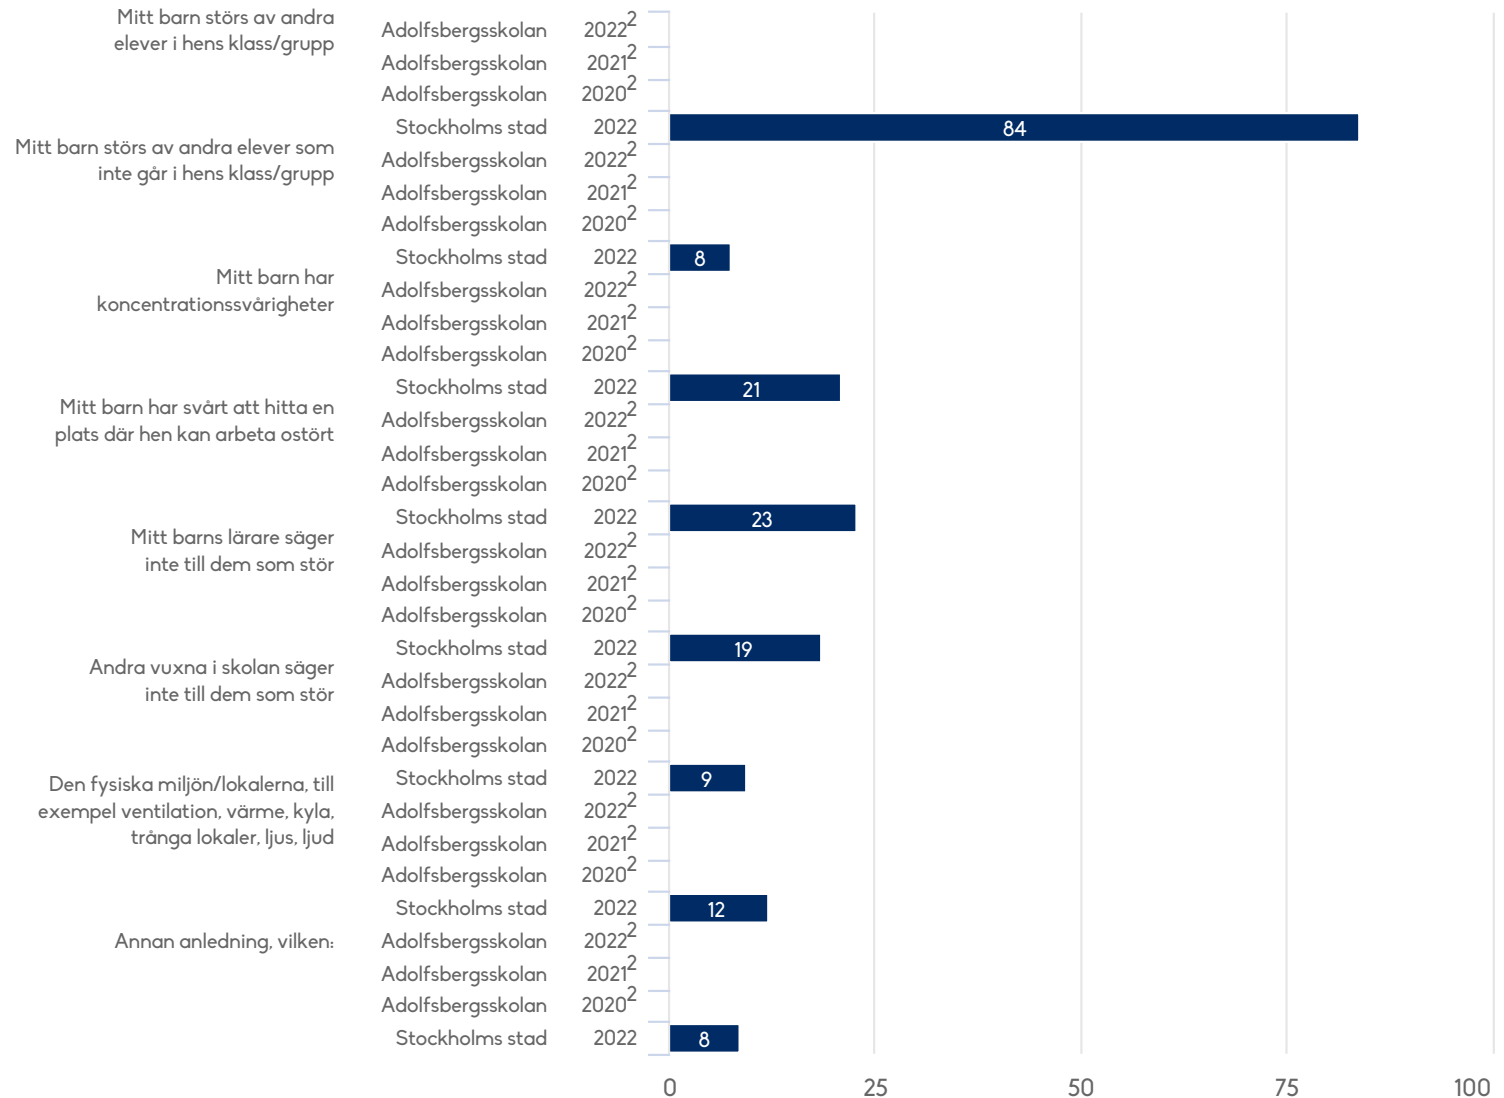 Mitt barn störs av andra
elever i hens klass/grupp
Adolfsbergsskolan 2022²
Adolfsbergsskolan 2021²
Adolfsbergsskolan 2020²
Stockholms stad 2022 84
Mitt barn störs av andra elever som
inte går i hens klass/grupp
Adolfsbergsskolan 2022²
Adolfsbergsskolan 2021²
Adolfsbergsskolan 2020²
Stockholms stad 2022 8
Mitt barn har
koncentrationssvårigheter
Adolfsbergsskolan 2022²
Adolfsbergsskolan 2021²
Adolfsbergsskolan 2020²
Stockholms stad 2022 21
Mitt barn har svårt att hitta en
plats där hen kan arbeta ostört
Adolfsbergsskolan 2022²
Adolfsbergsskolan 2021²
Adolfsbergsskolan 2020²
Stockholms stad 2022 23
Mitt barns lärare säger
inte till dem som stör
Adolfsbergsskolan 2022²
Adolfsbergsskolan 2021²
Adolfsbergsskolan 2020²
Stockholms stad 2022 19
Andra vuxna i skolan säger
inte till dem som stör
Adolfsbergsskolan 2022²
Adolfsbergsskolan 2021²
Adolfsbergsskolan 2020²
Stockholms stad 2022 9
Den fysiska miljön/lokalerna, till
exempel ventilation, värme, kyla,
trånga lokaler, ljus, ljud
Adolfsbergsskolan 2022²
Adolfsbergsskolan 2021²
Adolfsbergsskolan 2020²
Stockholms stad 2022 12
Annan anledning, vilken:
Adolfsbergsskolan 2022²
Adolfsbergsskolan 2021²
Adolfsbergsskolan 2020²
Stockholms stad 2022 8
0 25 50 75 100